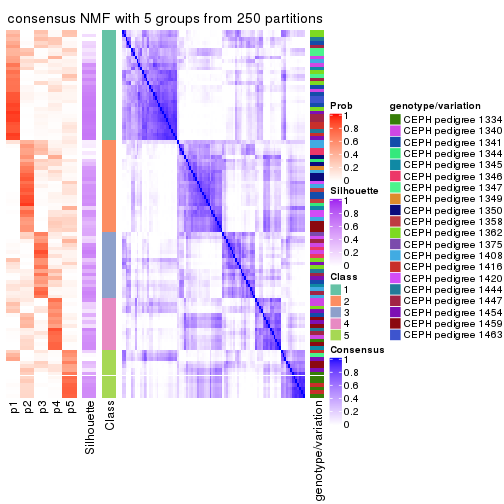 consensus NMF with 5 groups from 250 partitions
Prob
1
0.8
0.6
0.4
0.2
0
Silhouette
1
0.8
0.6
0.4
0.2
0
Class
1
2
3
4
5
Consensus
1
0.8
0.6
0.4
0.2
0
genotype/variation
CEPH pedigree 1334
CEPH pedigree 1340
CEPH pedigree 1341
CEPH pedigree 1344
CEPH pedigree 1345
CEPH pedigree 1346
CEPH pedigree 1347
CEPH pedigree 1349
CEPH pedigree 1350
CEPH pedigree 1358
CEPH pedigree 1362
CEPH pedigree 1375
CEPH pedigree 1408
CEPH pedigree 1416
CEPH pedigree 1420
CEPH pedigree 1444
CEPH pedigree 1447
CEPH pedigree 1454
CEPH pedigree 1459
CEPH pedigree 1463
p1
p2
p3
p4
p5
Silhouette
Class
genotype/variation